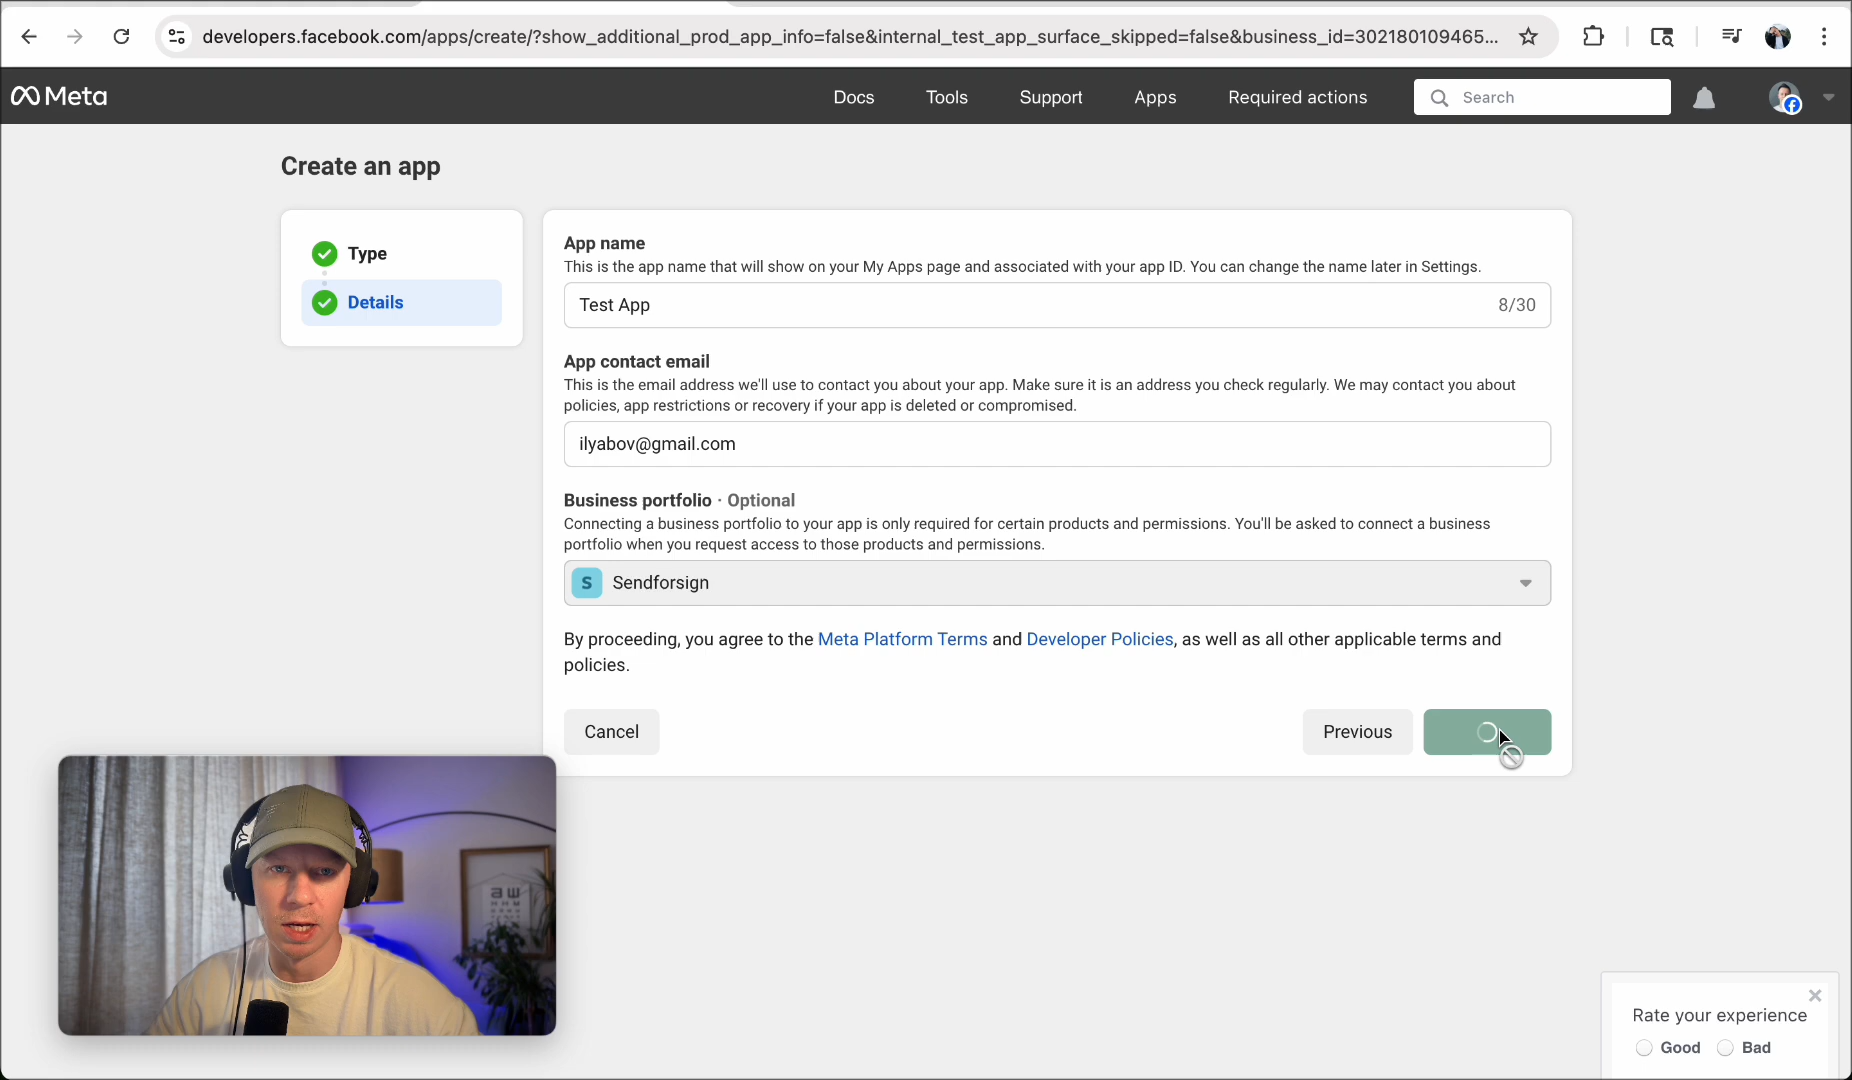 developers.facebook.com/apps/create/?show_additional_prod_app_info=false&internal_test_app_surface_skipped=false&business_id=302180109465...
Meta
Docs
Tools
Support
Apps
Required actions
Search
Create an app
Type
Details
App name
This is the app name that will show on your My Apps page and associated with your app ID. You can change the name later in Settings.
Test App
8/30
App contact email
This is the email address we'll use to contact you about your app. Make sure it is an address you check regularly. We may contact you about
policies, app restrictions or recovery if your app is deleted or compromised.
ilyabov@gmail.com
Business portfolio · Optional
Connecting a business portfolio to your app is only required for certain products and permissions. You'll be asked to connect a business
portfolio when you request access to those products and permissions.
S Sendforsign
By proceeding, you agree to the Meta Platform Terms and Developer Policies, as well as all other applicable terms and
policies.
Cancel
Previous
Rate your experience
Good
Bad